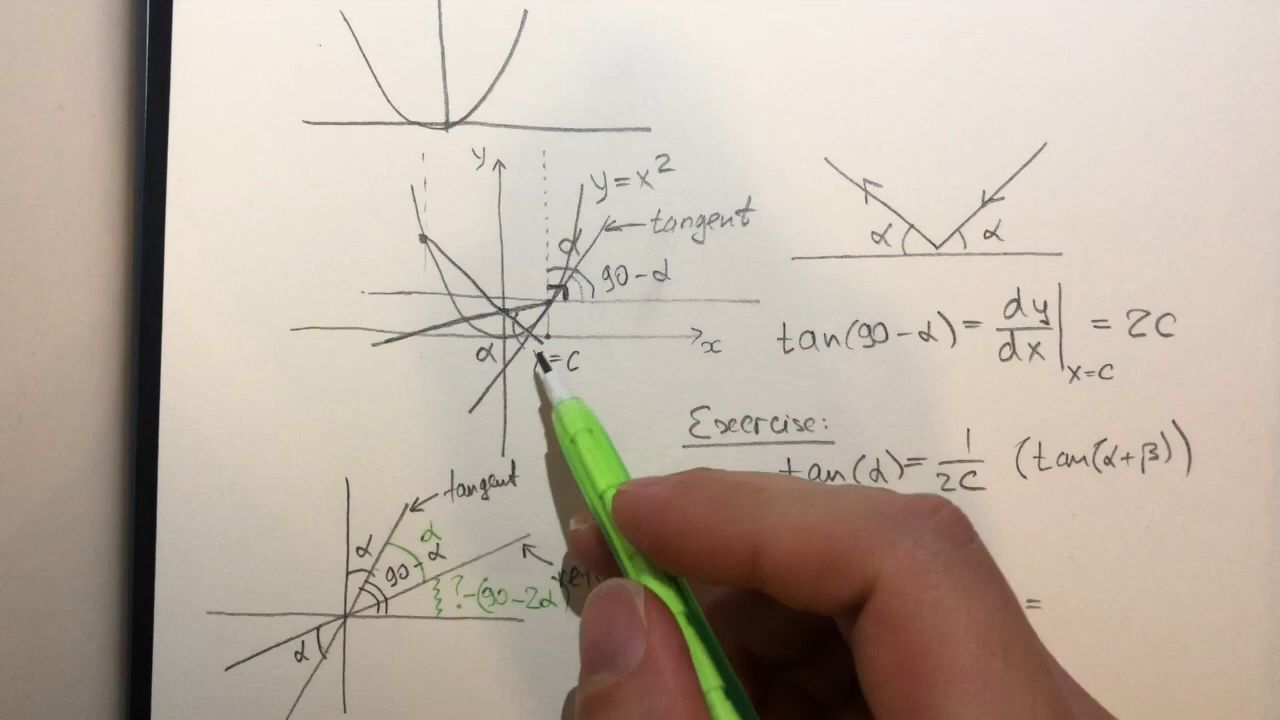 y
y=x²
tangent
α
90-α
α
x
=C
α
α
tan(90-α)= dy/dx |x=c = 2C
Exercise:
tan(α)= 1/2C (tan(α+β))
tangent
α
α
90-α
?-(90-2α)
α
=